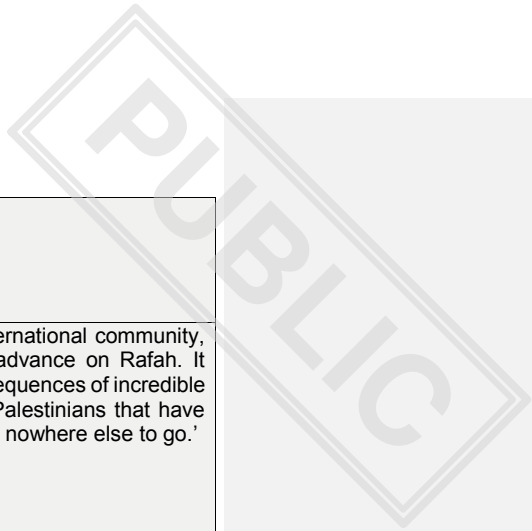 PUBLIC
ernational community,
advance on Rafah. It
equences of incredible
Palestinians that have
nowhere else to go.'